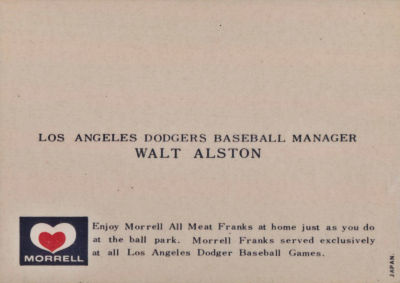 LOS ANGELES DODGERS BASEBALL MANAGER
WALT ALSTON
MORRELL
Enjoy Morrell All Meat Franks at home just as you do
at the ball park. Morrell Franks served exclusively
at all Los Angeles Dodger Baseball Games.
JAPAN.